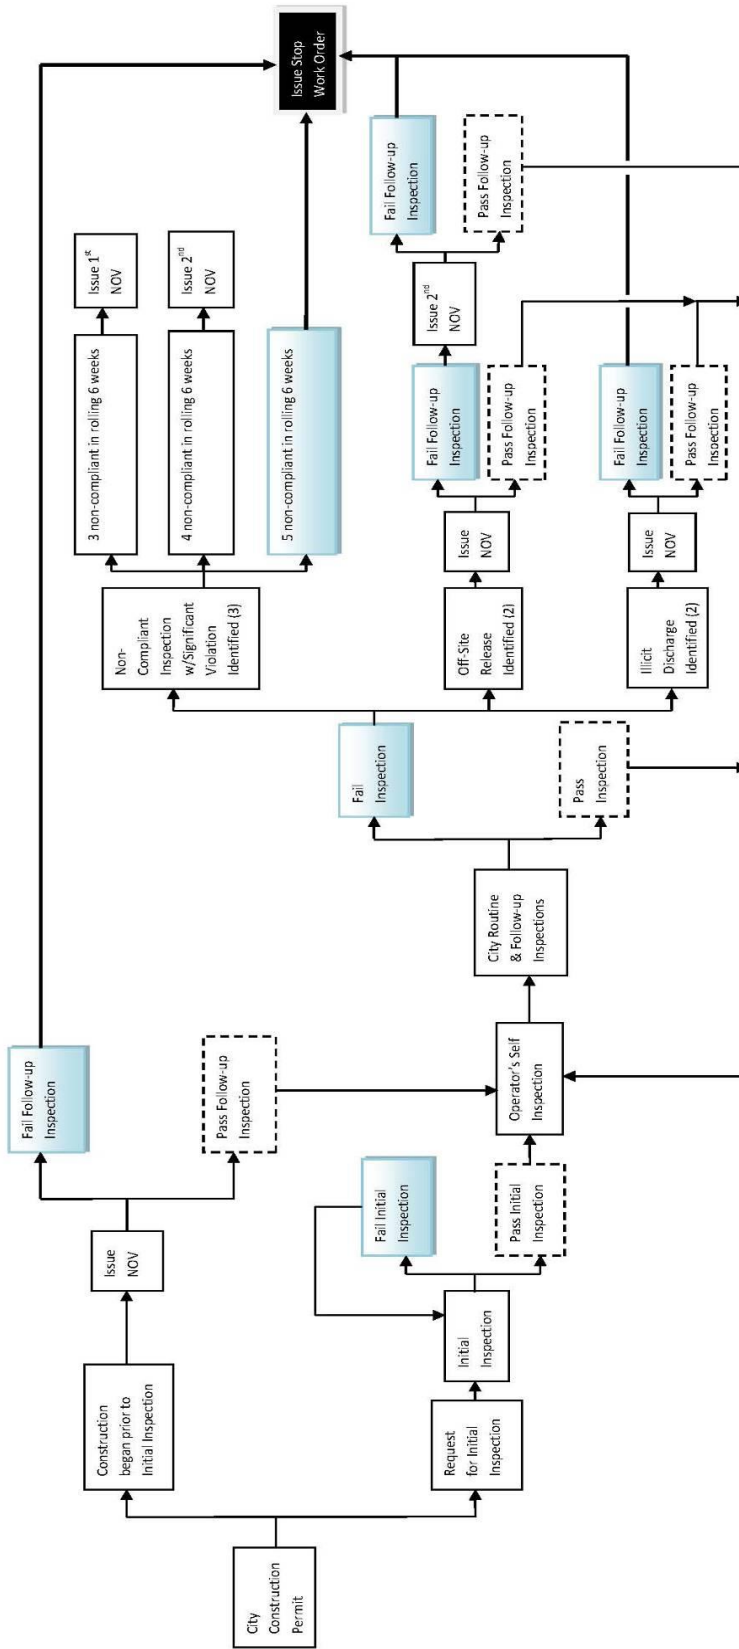 City
Construction
Permit
Construction
began prior to
Initial Inspection
Issue
NOV
Fail Follow-up
Inspection
Pass Follow-up
Inspection
Request
for Initial
Inspection
Initial
Inspection
Fail Initial
Inspection
Pass Initial
Inspection
Operator's Self
Inspection
City Routine
& Follow-up
Inspections
Fail
Inspection
Pass
Inspection
Non-
Compliant
Inspection
w/Significant
Violation
Identified (3)
3 non-compliant in rolling 6 weeks
Issue 1st
NOV
4 non-compliant in rolling 6 weeks
Issue 2nd
NOV
5 non-compliant in rolling 6 weeks
Issue Stop
Work Order
Off-Site
Release
Identified (2)
Issue
NOV
Fail Follow-up
Inspection
Pass Follow-up
Inspection
Issue 2nd
NOV
Fail Follow-up
Inspection
Pass Follow-up
Inspection
Illicit
Discharge
Identified (2)
Issue
NOV
Fail Follow-up
Inspection
Pass Follow-up
Inspection